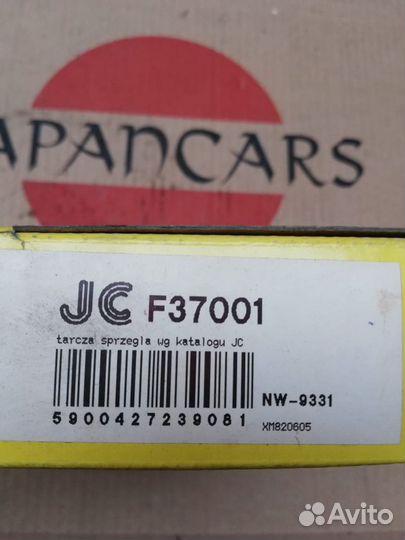 APANCARS
JC F37001
tarcza sprzegla wg katalogu JC
NW-9331
5900427239081
XM820605
Avito